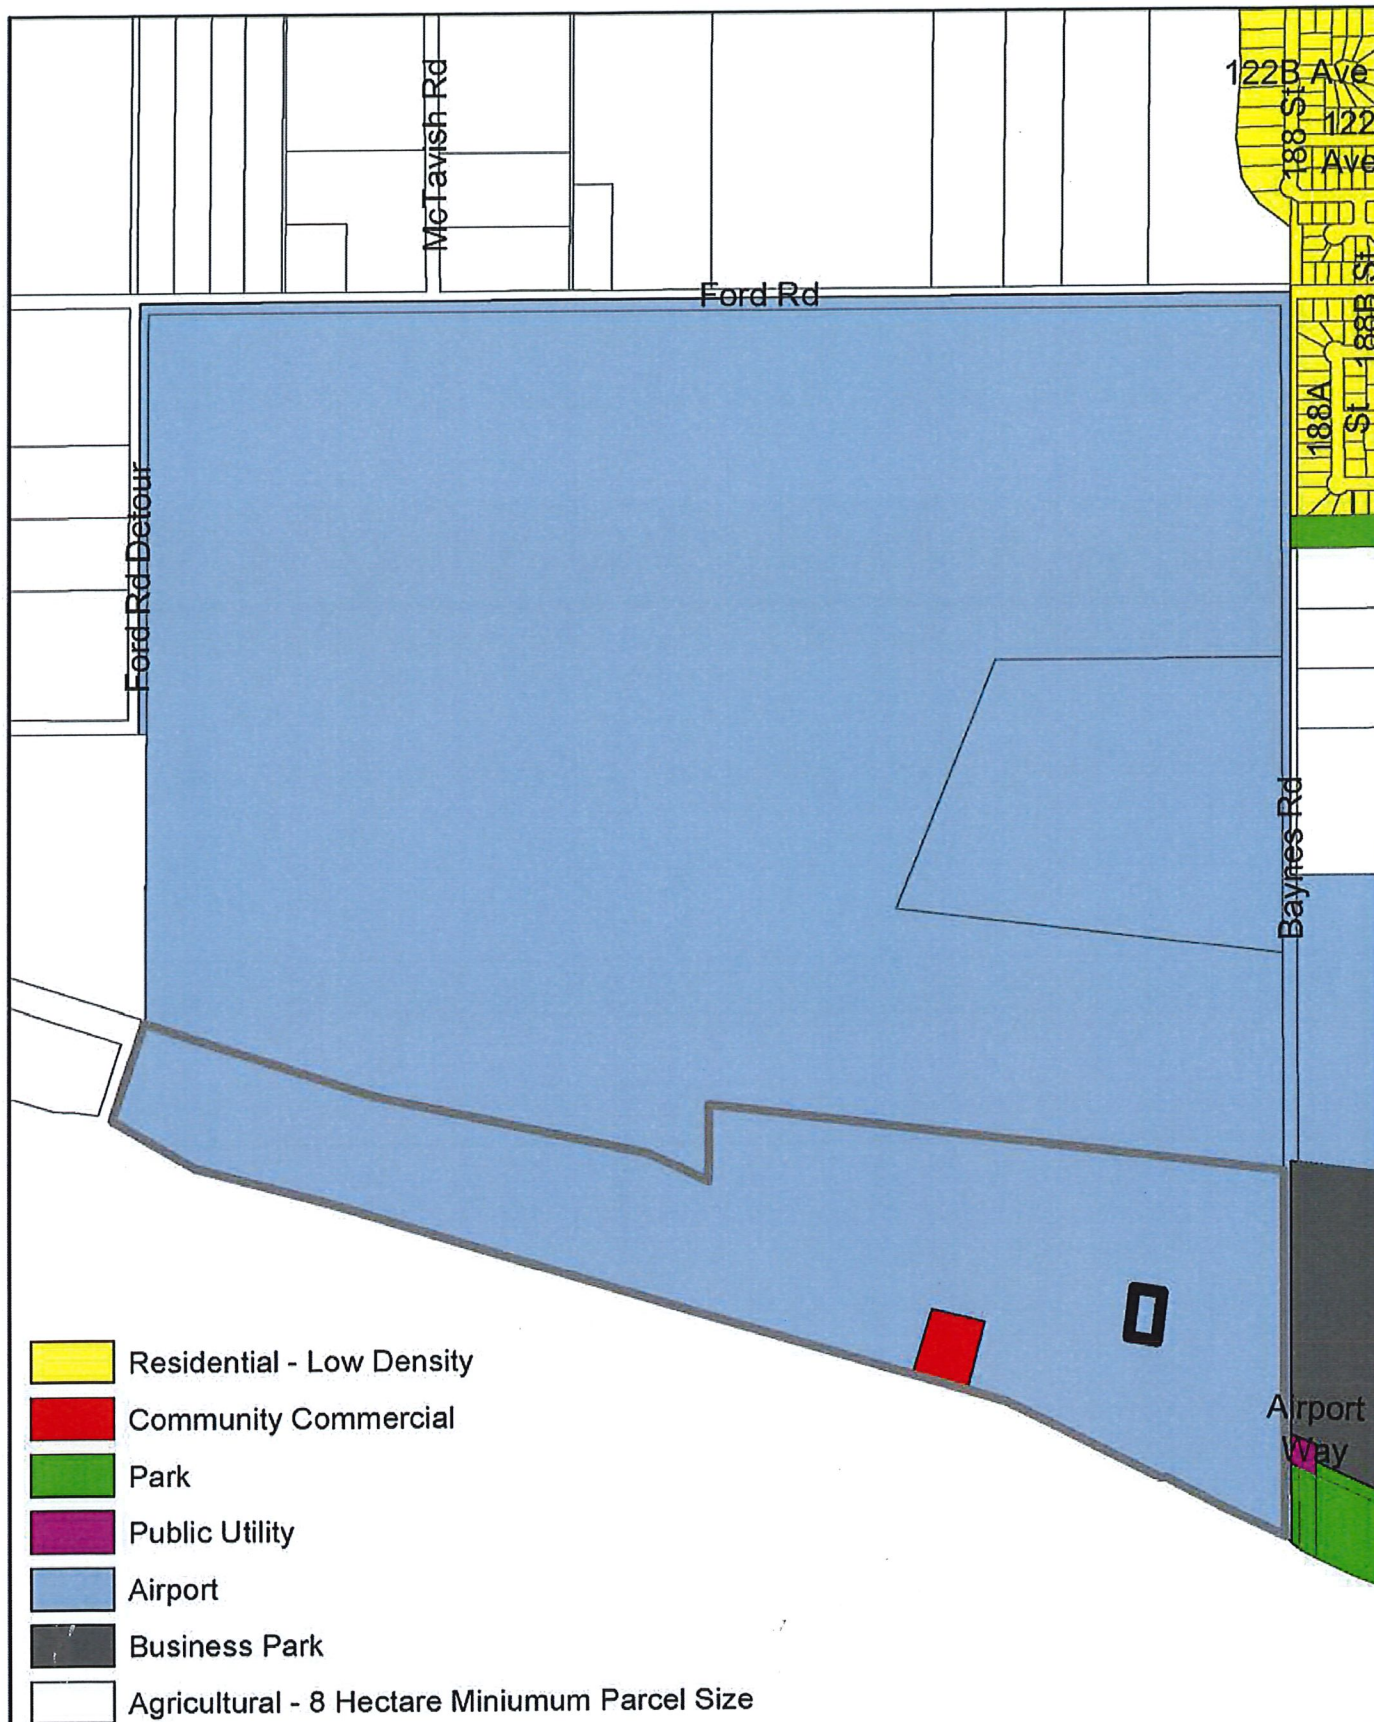 122B Ave
188 St
122
Ave
McTavish Rd
Ford Rd
188B St
188A
St
Ford Rd Detour
Baynes Rd
Airport
Way
Residential - Low Density
Community Commercial
Park
Public Utility
Airport
Business Park
Agricultural - 8 Hectare Miniumum Parcel Size